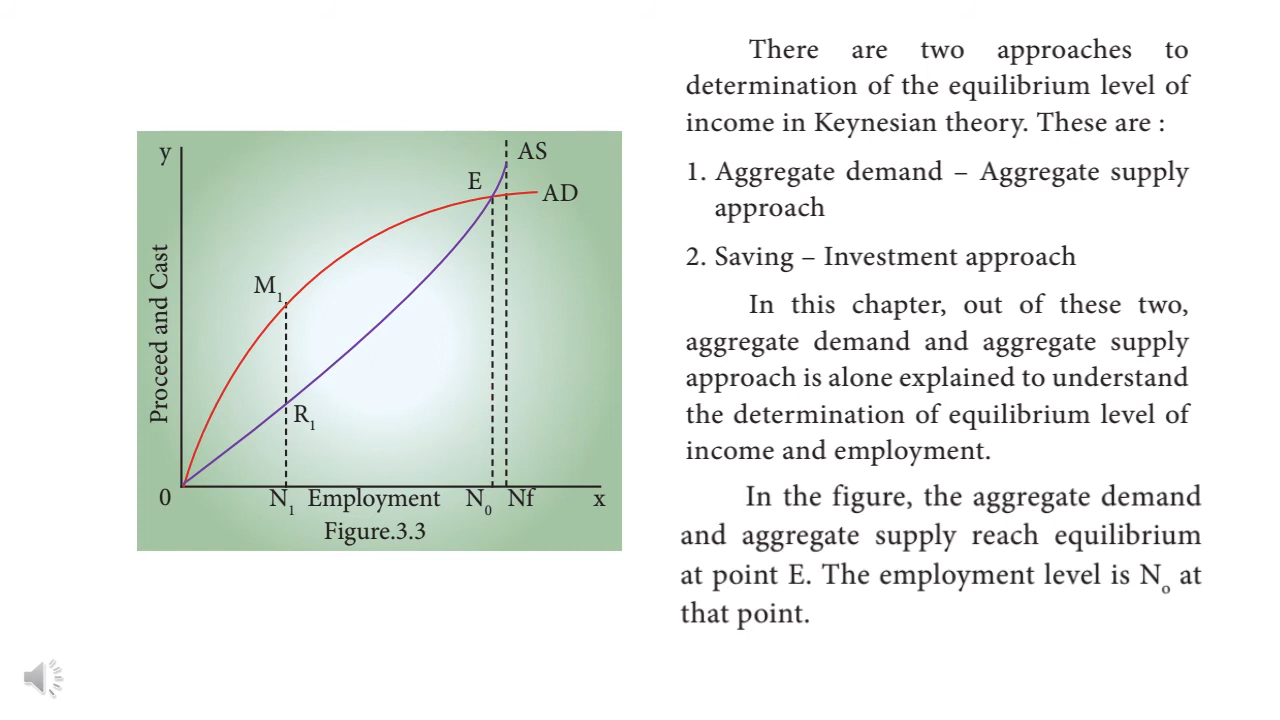 y
AS
E
AD
M1
Proceed and Cast
R1
0
N1 Employment N0 Nf x
Figure.3.3
There are two approaches to
determination of the equilibrium level of
income in Keynesian theory. These are :
1. Aggregate demand – Aggregate supply
approach
2. Saving – Investment approach
In this chapter, out of these two,
aggregate demand and aggregate supply
approach is alone explained to understand
the determination of equilibrium level of
income and employment.
In the figure, the aggregate demand
and aggregate supply reach equilibrium
at point E. The employment level is No at
that point.